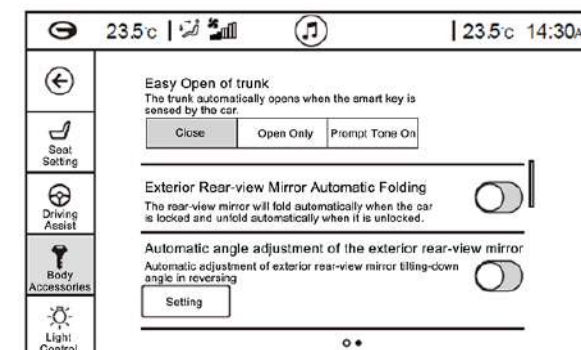 23.5°c 23.5°c 14:30A
Easy Open of trunk
The trunk automatically opens when the smart key is
sensed by the car.
Close Open Only Prompt Tone On
Seat
Setting
Exterior Rear-view Mirror Automatic Folding
The rear-view mirror will fold automatically when the car
is locked and unfold automatically when it is unlocked.
Driving
Assist
Automatic angle adjustment of the exterior rear-view mirror
Automatic adjustment of exterior rear-view mirror tilting-down
angle in reversing
Body
Accessories
Setting
Light
Control